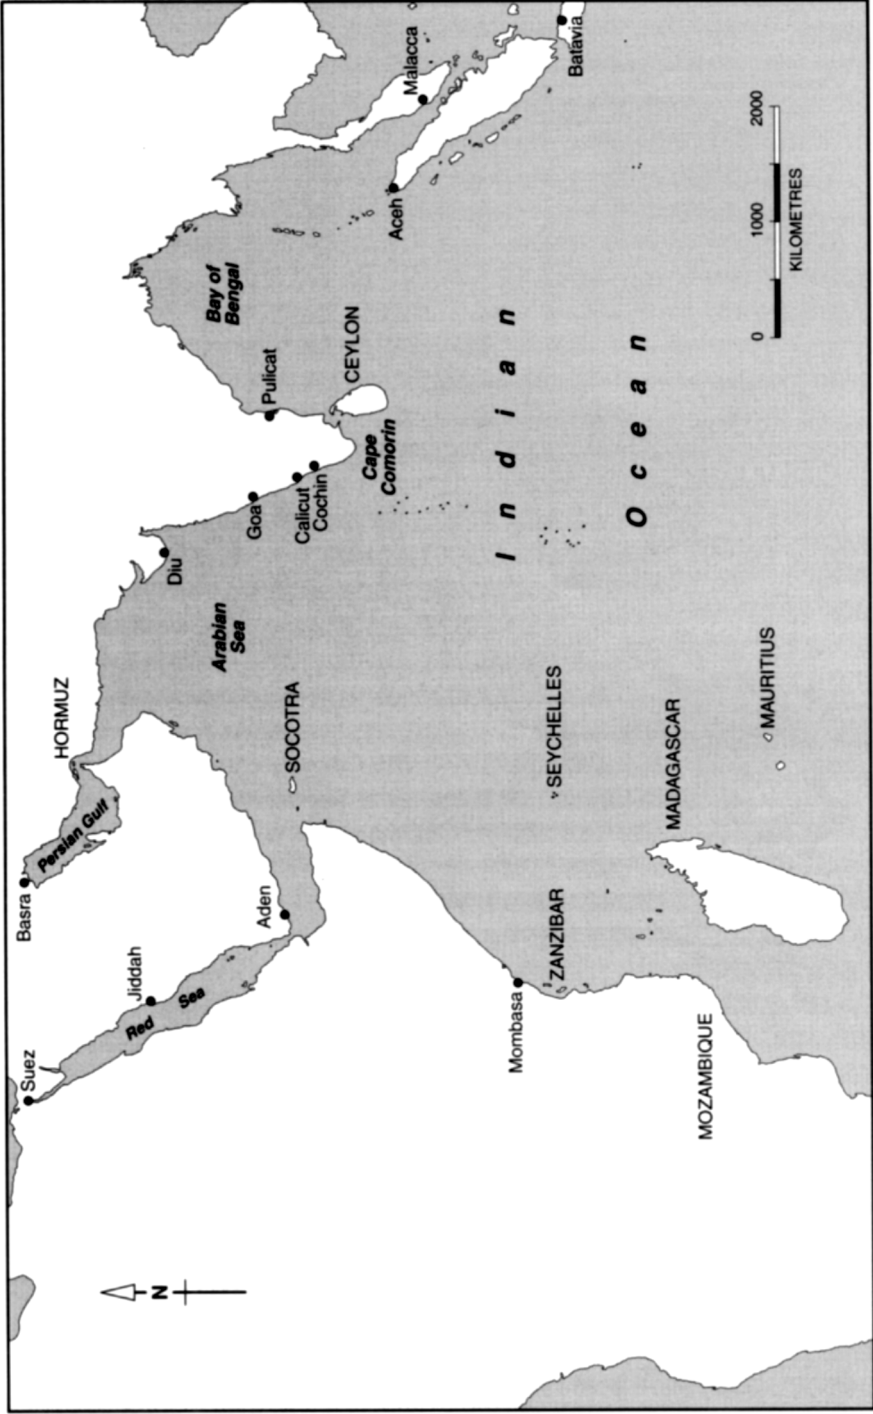 Suez
Basra
HORMUZ
Persian Gulf
Jiddah
Red
Sea
Diu
Arabian
Sea
Bay of
Bengal
N
Aden
Goa
Pulicat
SOCOTRA
Calicut
Cochin
CEYLON
Cape
Comorin
Aceh
Malacca
Indian
Mombasa
ZANZIBAR
SEYCHELLES
Batavia
Ocean
MADAGASCAR
MOZAMBIQUE
MAURITIUS
0 1000 2000
KILOMETRES